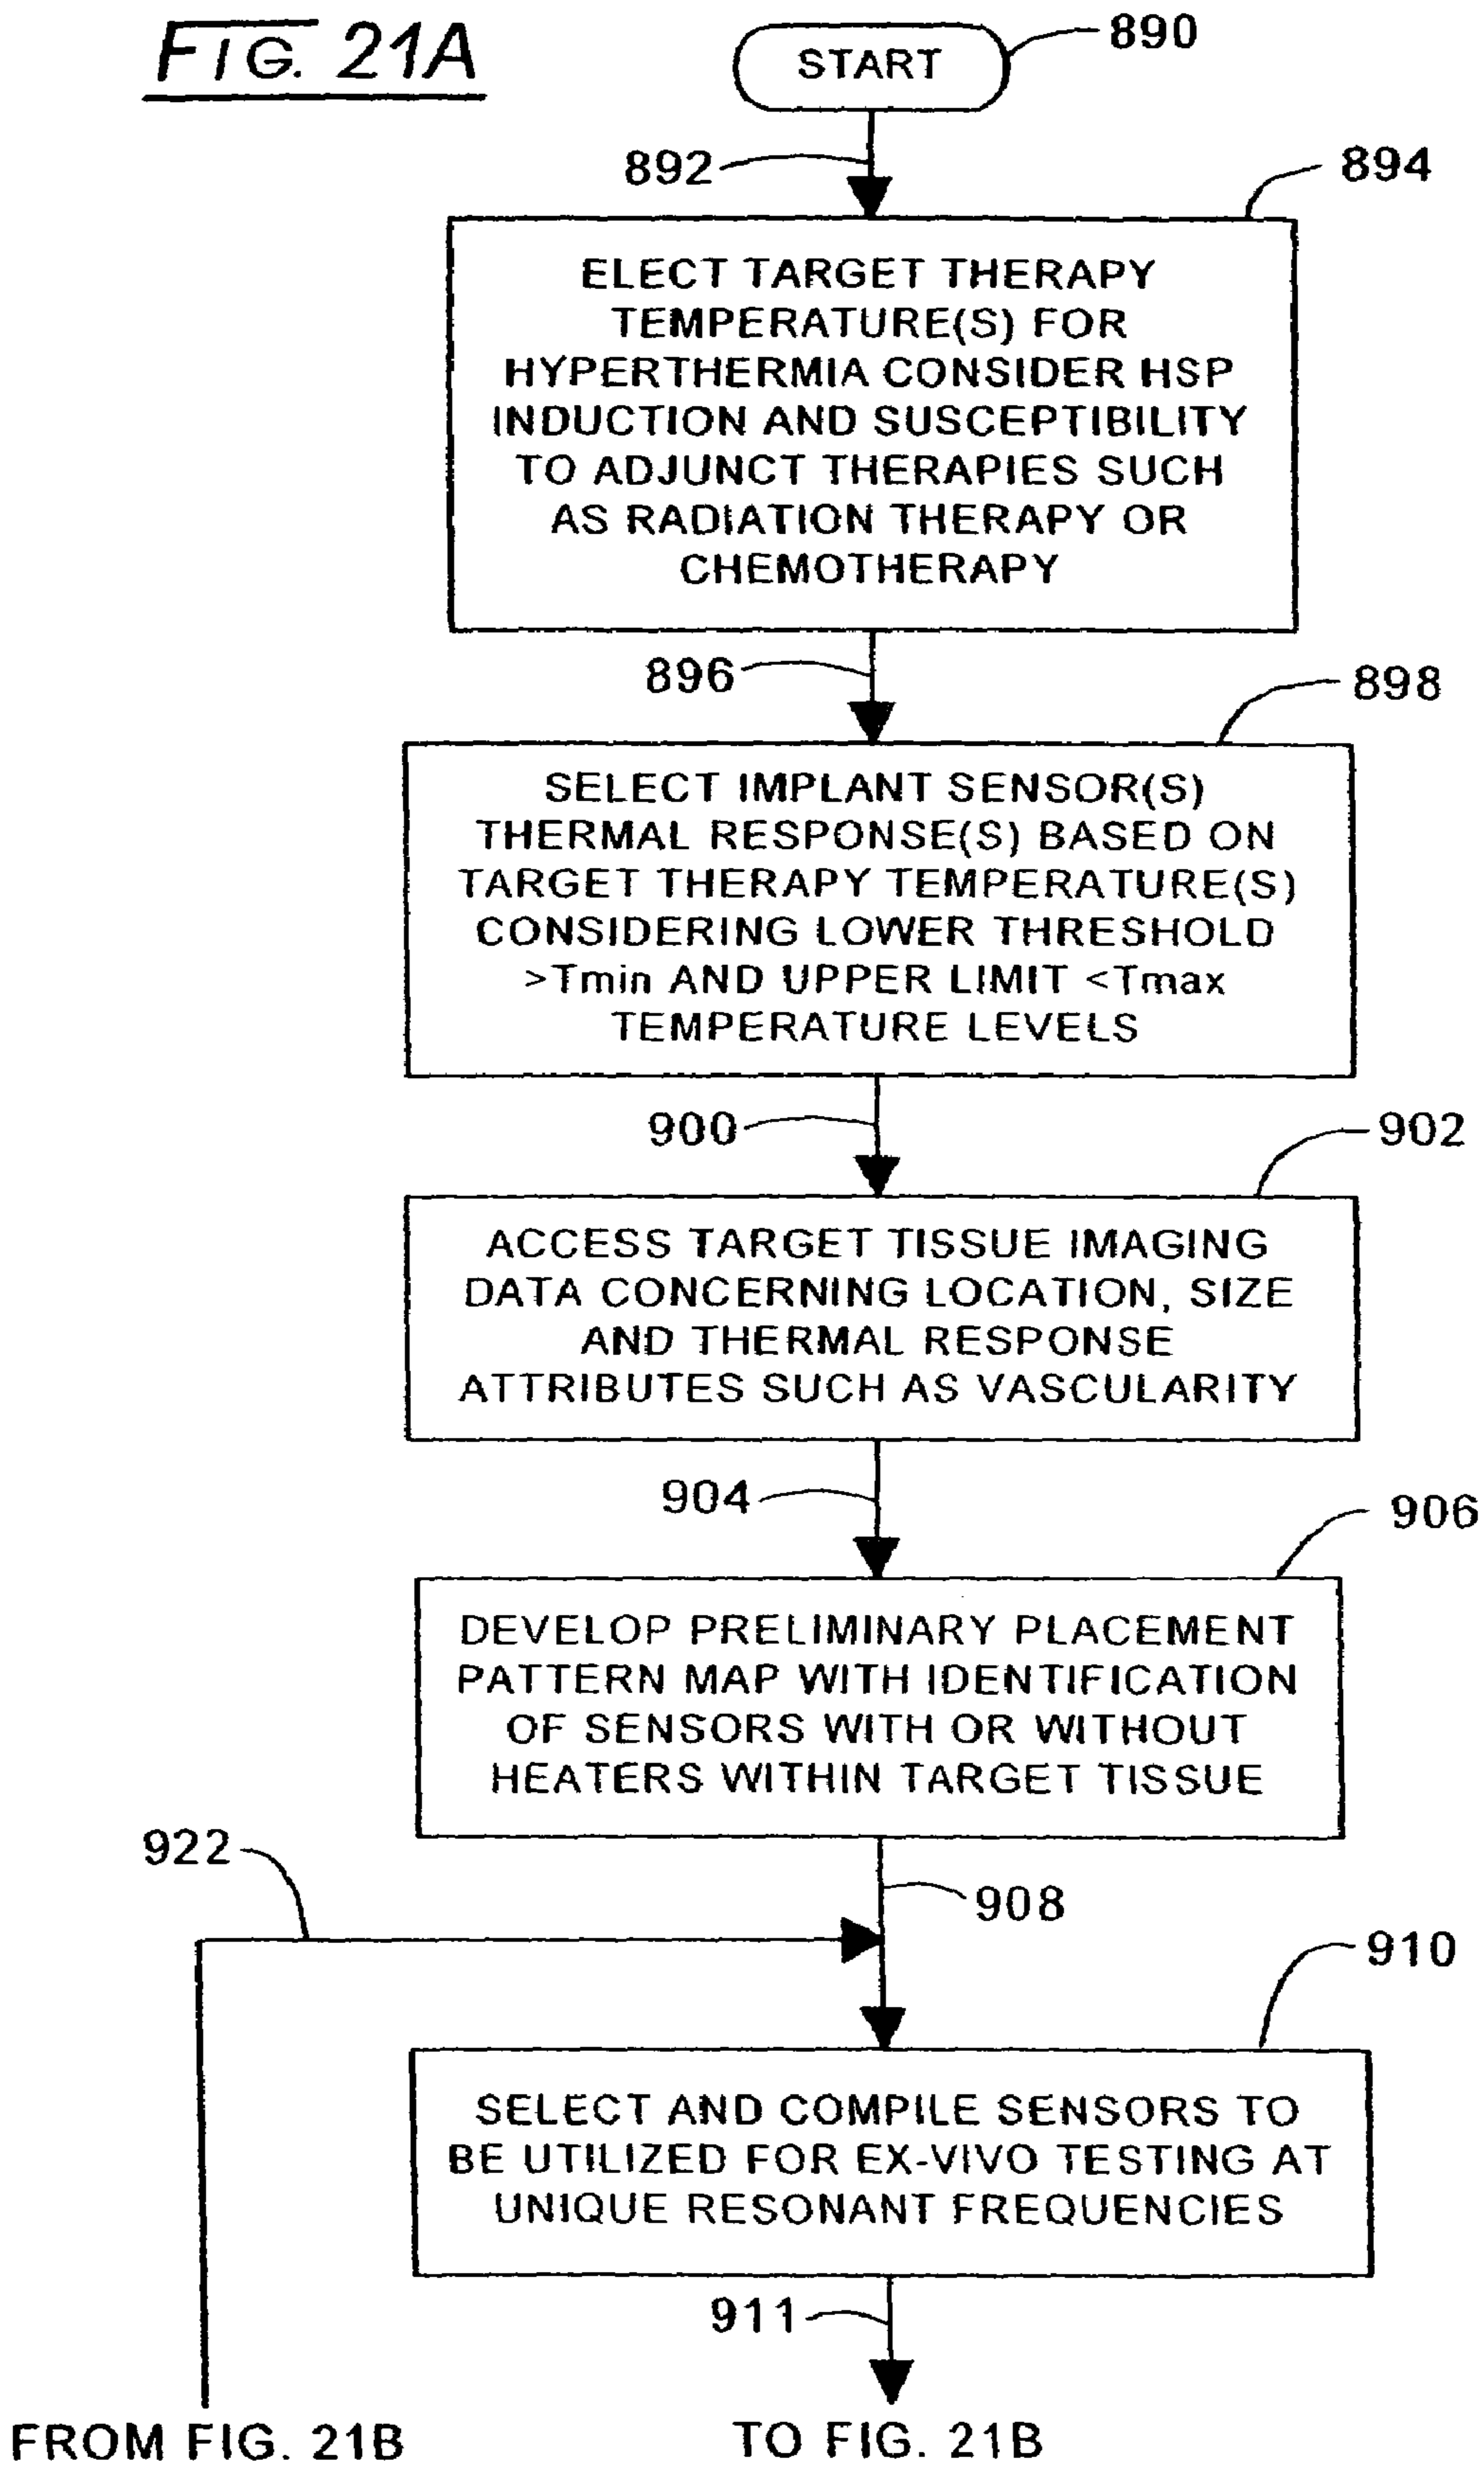 FIG. 21A
START
890
892
894
ELECT TARGET THERAPY
TEMPERATURE(S) FOR
HYPERTHERMIA CONSIDER HSP
INDUCTION AND SUSCEPTIBILITY
TO ADJUNCT THERAPIES SUCH
AS RADIATION THERAPY OR
CHEMOTHERAPY
896
898
SELECT IMPLANT SENSOR(S)
THERMAL RESPONSE(S) BASED ON
TARGET THERAPY TEMPERATURE(S)
CONSIDERING LOWER THRESHOLD
>Tmin AND UPPER LIMIT <Tmax
TEMPERATURE LEVELS
900
902
ACCESS TARGET TISSUE IMAGING
DATA CONCERNING LOCATION, SIZE
AND THERMAL RESPONSE
ATTRIBUTES SUCH AS VASCULARITY
904
906
DEVELOP PRELIMINARY PLACEMENT
PATTERN MAP WITH IDENTIFICATION
OF SENSORS WITH OR WITHOUT
HEATERS WITHIN TARGET TISSUE
922
908
910
SELECT AND COMPILE SENSORS TO
BE UTILIZED FOR EX-VIVO TESTING AT
UNIQUE RESONANT FREQUENCIES
911
FROM FIG. 21B
TO FIG. 21B